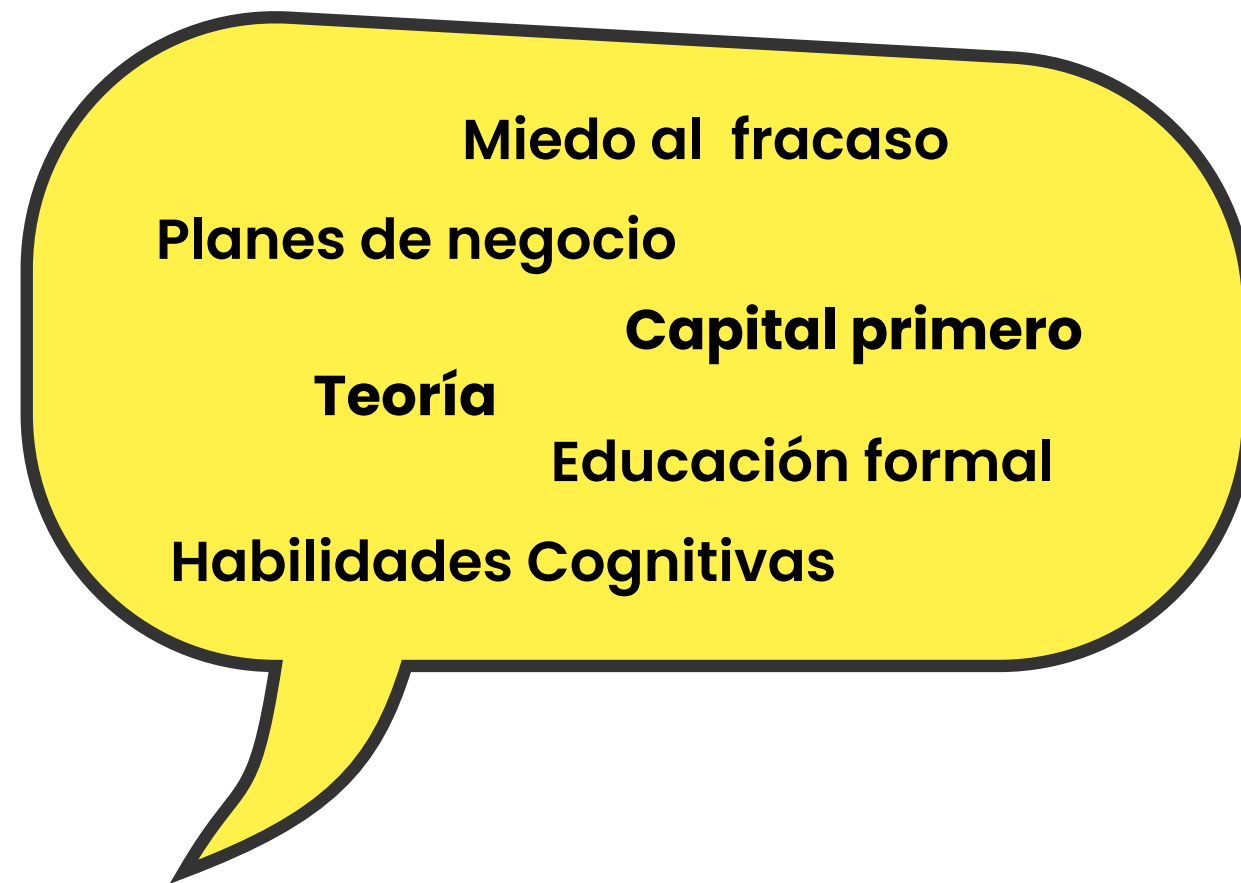 Miedo al fracaso
Planes de negocio
Capital primero
Teoría
Educación formal
Habilidades Cognitivas